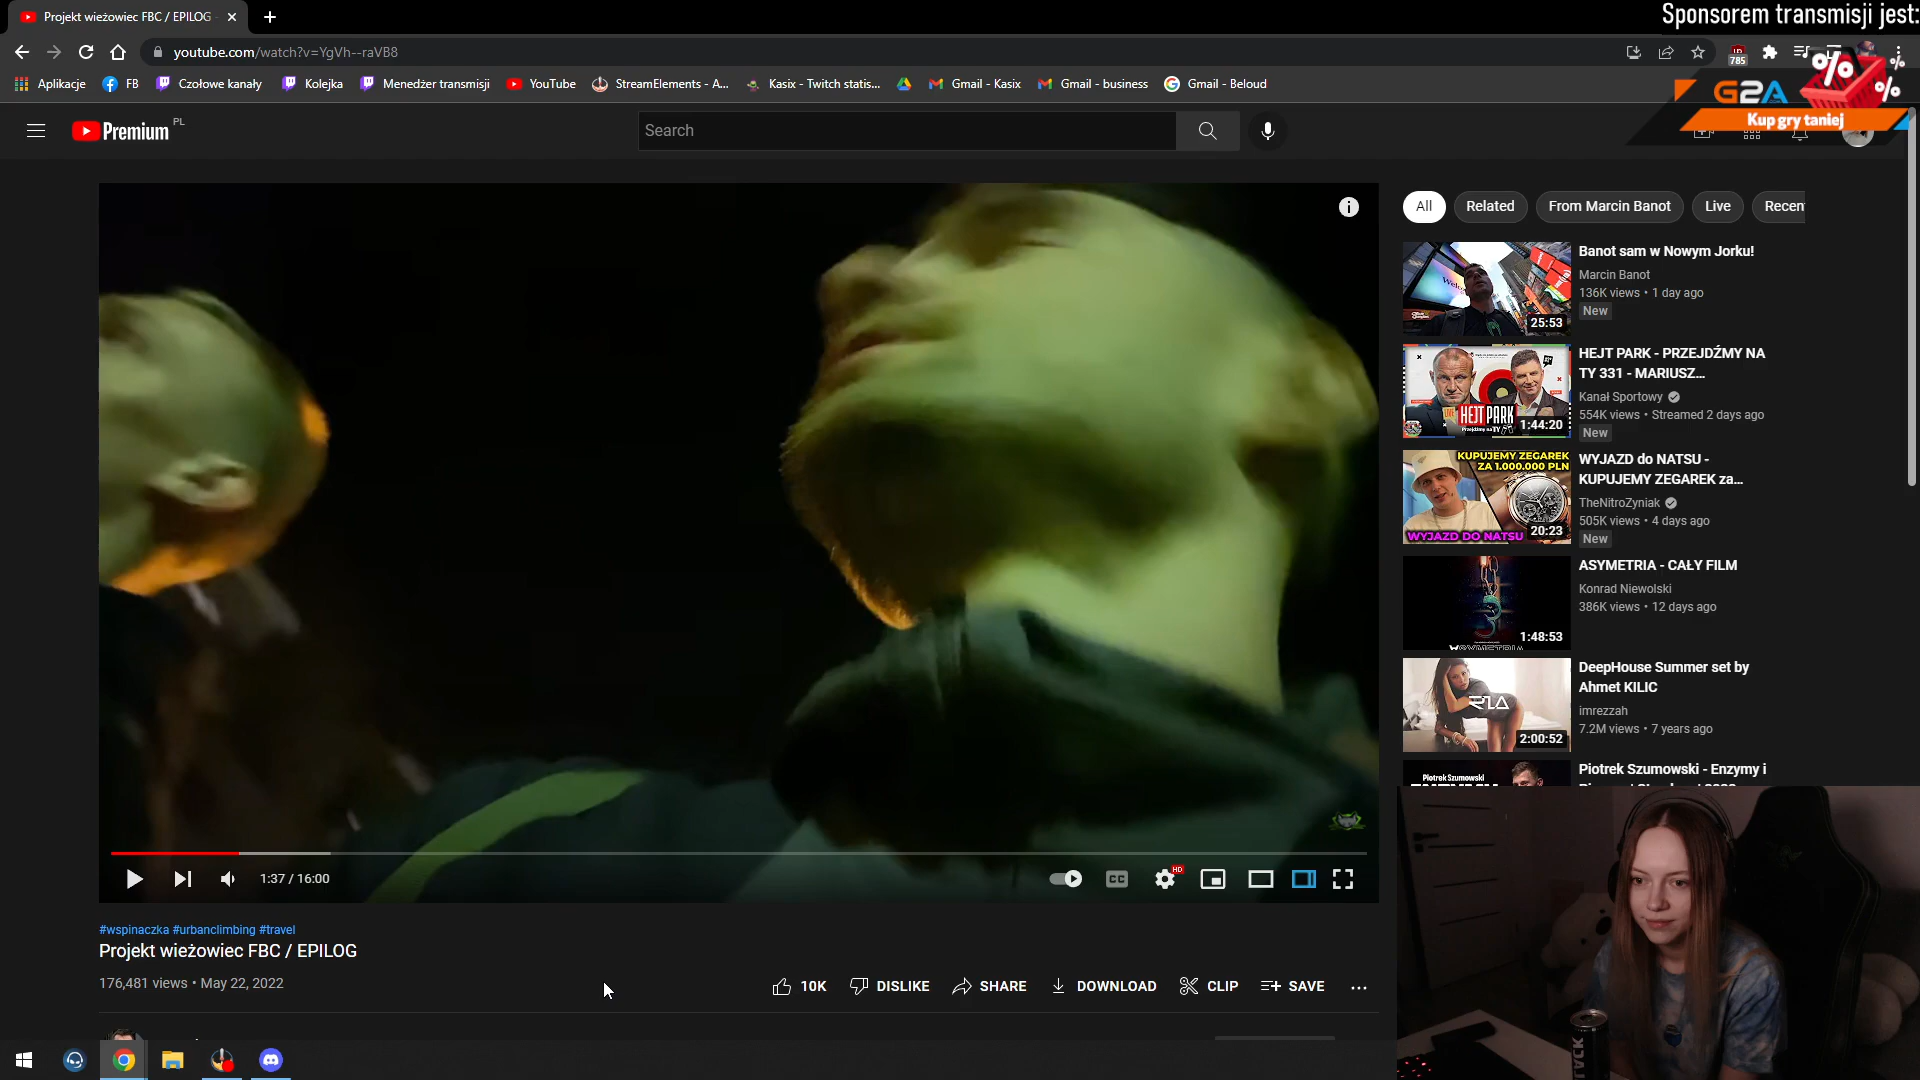 Projekt wieżowiec FBC / EPILOG
Sponsorem transmisji jest:
youtube.com/watch?v=YgVh--raVB8
785
Aplikacje
FB
Czołowe kanały
Kolejka
Menedżer transmisji
YouTube
StreamElements - A...
Kasix - Twitch statis...
Gmail - Kasix
Gmail - business
Gmail - Beloud
G2A
Kup gry taniej
Premium PL
Search
All
Related
From Marcin Banot
Live
Recen
Banot sam w Nowym Jorku!
Marcin Banot
136K views • 1 day ago
New
25:53
HEJT PARK - PRZEJDŹMY NA
TY 331 - MARIUSZ...
Kanał Sportowy
554K views • Streamed 2 days ago
New
HEJT
PARK
1:44:20
KUPUJEMY ZEGAREK
ZA 1.000.000 PLN
WYJAZD DO NATSU
20:23
WYJAZD do NATSU -
KUPUJEMY ZEGAREK za...
TheNitroZyniak
505K views • 4 days ago
New
ASYMETRIA - CAŁY FILM
Konrad Niewolski
386K views • 12 days ago
1:48:53
DeepHouse Summer set by
Ahmet KILIC
imrezzah
7.2M views • 7 years ago
2:00:52
Piotrek Szumowski
Piotrek Szumowski - Enzymy i
1:37 / 16:00
CC
HD
#wspinaczka #urbanclimbing #travel
Projekt wieżowiec FBC / EPILOG
176,481 views • May 22, 2022
10K
DISLIKE
SHARE
DOWNLOAD
CLIP
SAVE